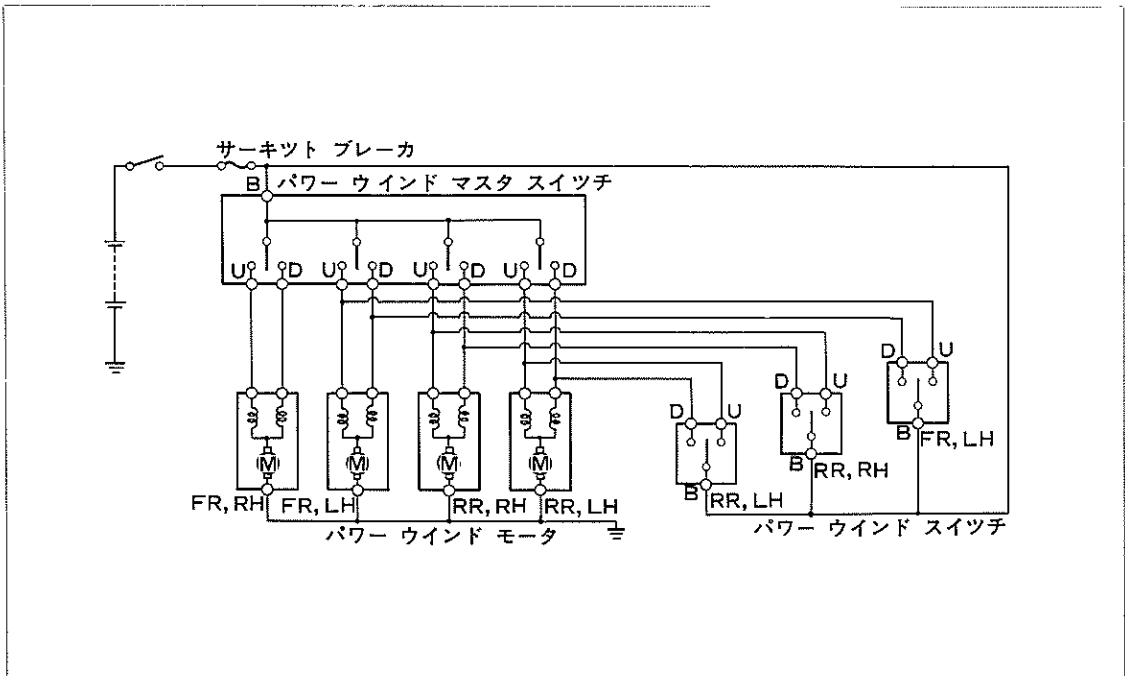 サーキツト ブレーカ
B パワー ウインド マスタ スイツチ
U D U D U D U D
D U
D U
D U
B FR, LH
B RR, RH
B RR, LH
M M M M
FR, RH FR, LH RR, RH RR, LH
パワー ウインド モータ
パワー ウインド スイツチ